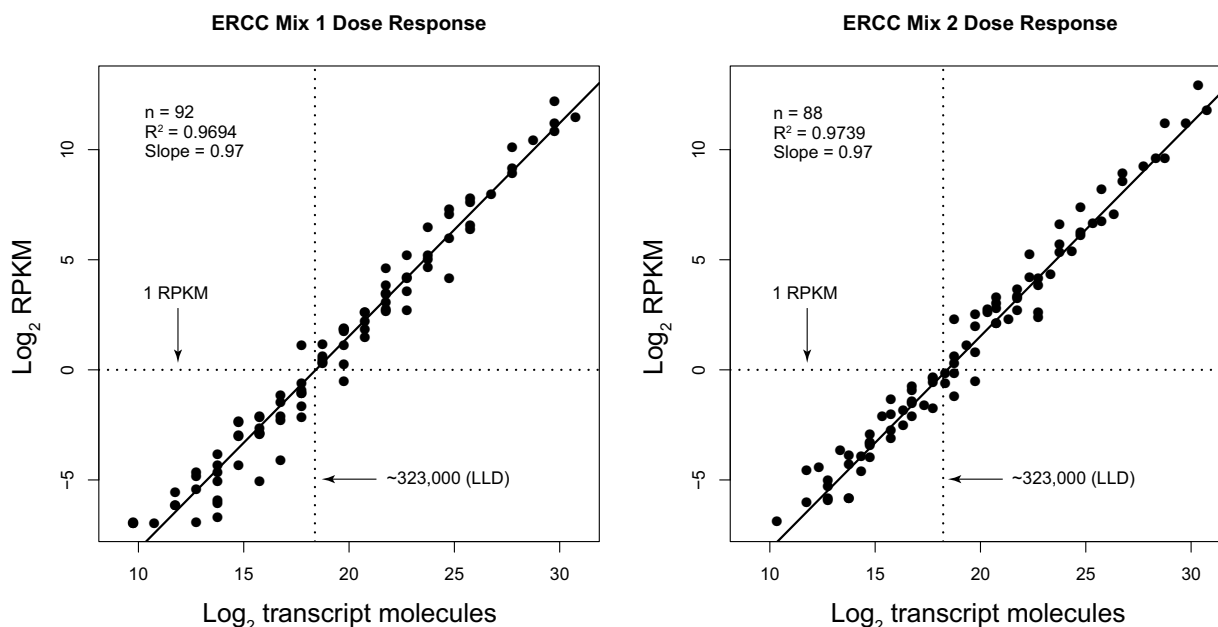 ERCC Mix 1 Dose Response
n = 92
R² = 0.9694
Slope = 0.97
1 RPKM
~323,000 (LLD)
10
5
0
−5
Log₂ RPKM
10 15 20 25 30
Log₂ transcript molecules
ERCC Mix 2 Dose Response
n = 88
R² = 0.9739
Slope = 0.97
1 RPKM
~323,000 (LLD)
10
5
0
−5
Log₂ RPKM
10 15 20 25 30
Log₂ transcript molecules